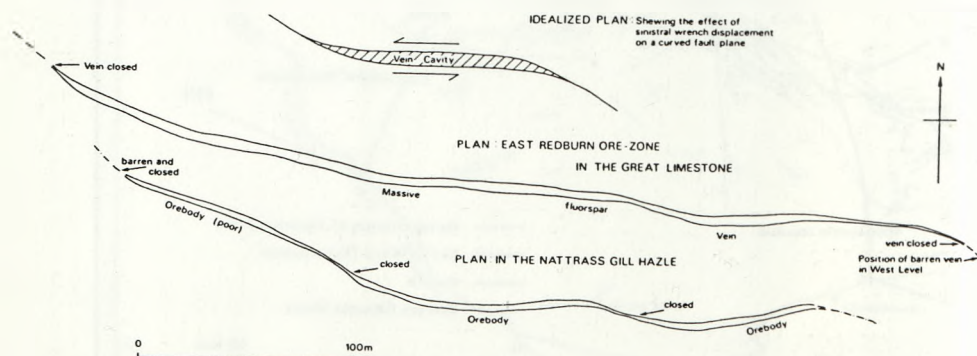 IDEALIZED PLAN: Shewing the effect of
sinistral wrench displacement
on a curved fault plane
Vein Cavity
N
Vein closed
PLAN: EAST REDBURN ORE-ZONE
IN THE GREAT LIMESTONE
barren and
closed
Massive
fluorspar
Vein
Orebody (poor)
vein closed
Position of barren vein
in West Level
PLAN: IN THE NATTRASS GILL HAZLE
closed
closed
Orebody
Orebody
0
100m